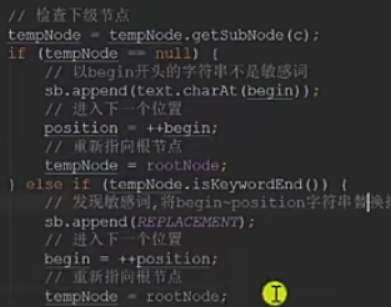 // 检查下级节点
tempNode = tempNode.getSubNode(c);
if (tempNode == null) {
// 以begin开头的字符串不是敏感词
sb.append(text.charAt(begin));
// 进入下一个位置
position = ++begin;
// 重新指向根节点
tempNode = rootNode;
} else if (tempNode.isKeywordEnd()) {
// 发现敏感词,将begin~position字符串替换掉
sb.append(REPLACEMENT);
// 进入下一个位置
begin = ++position;
// 重新指向根节点
tempNode = rootNode;